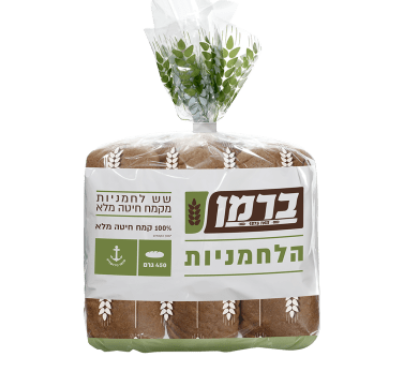 ברמן
הלחמניות
שש לחמניות
מקמח חיטה מלא
100% קמח חיטה מלא
450 גרם